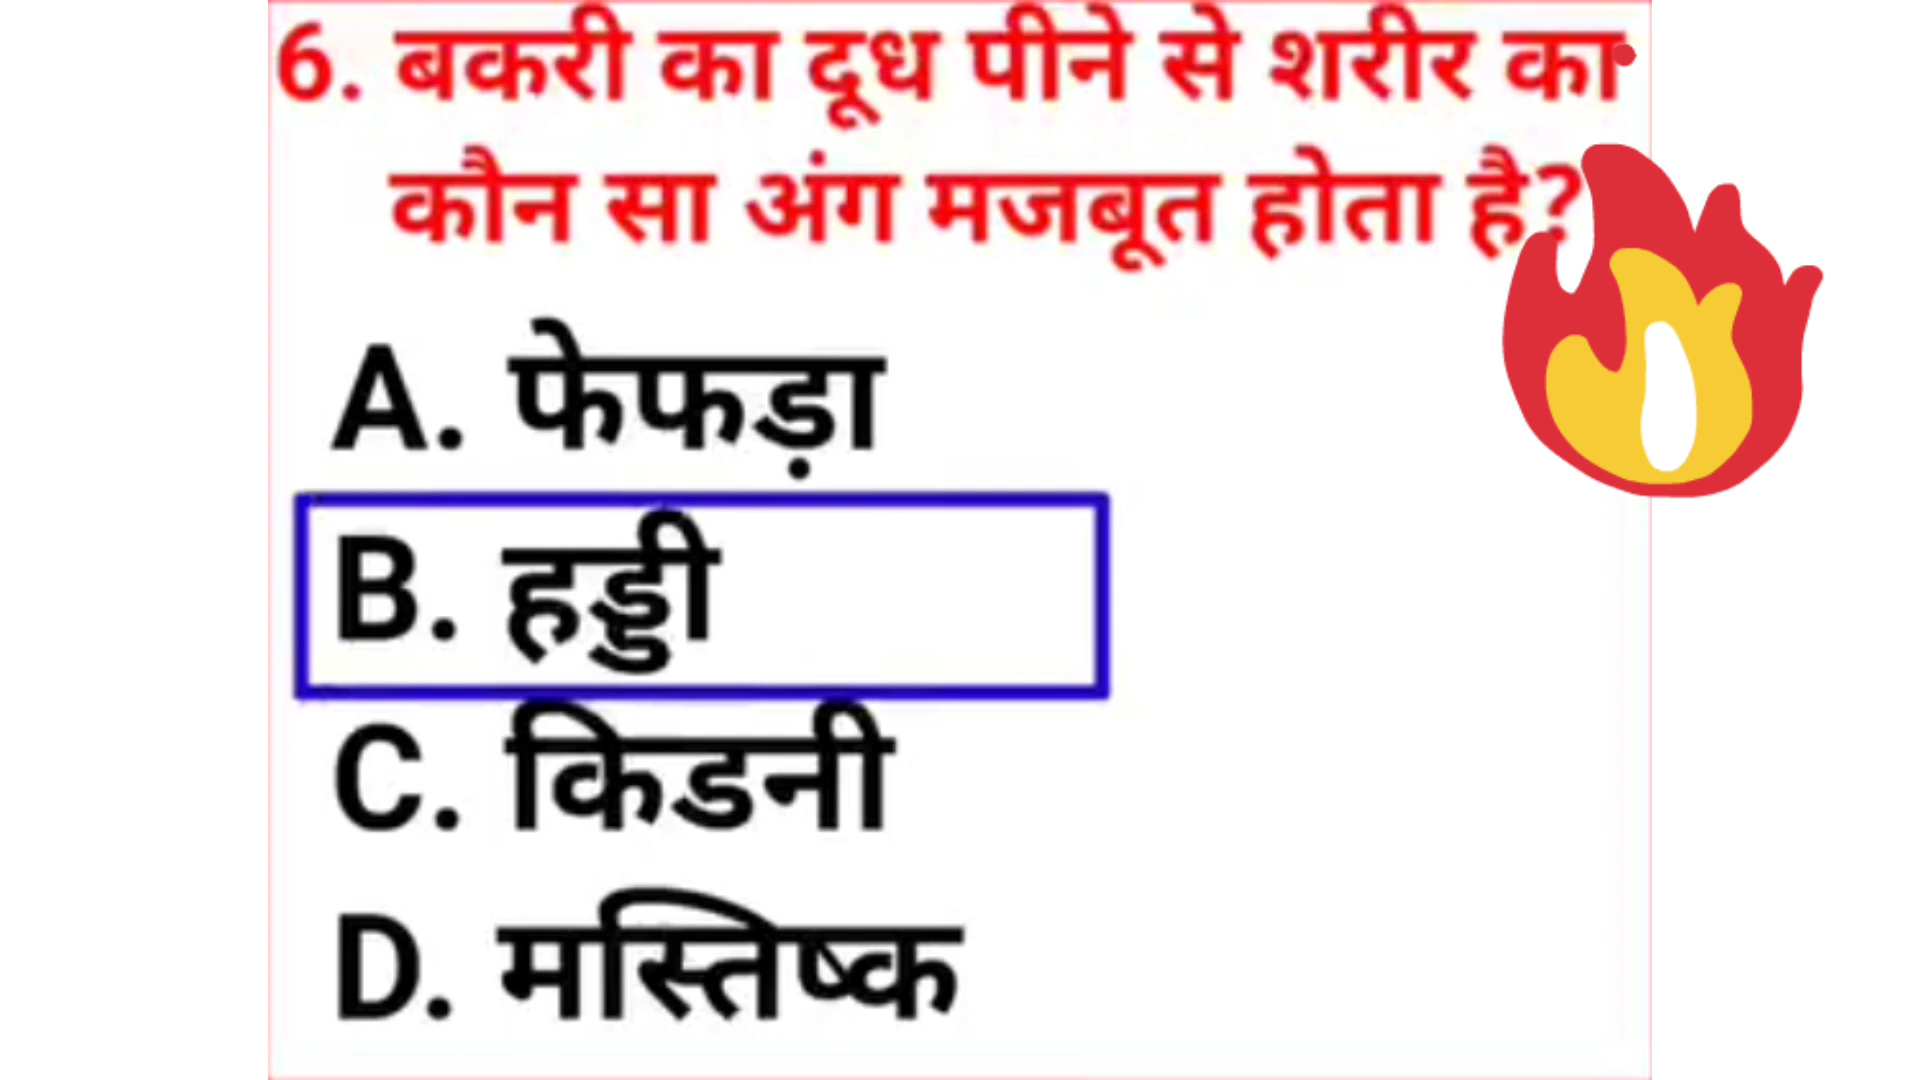 6. बकरी का दूध पीने से शरीर का
कौन सा अंग मजबूत होता है?
A. फेफड़ा
B. हड्डी
C. किडनी
D. मस्तिष्क